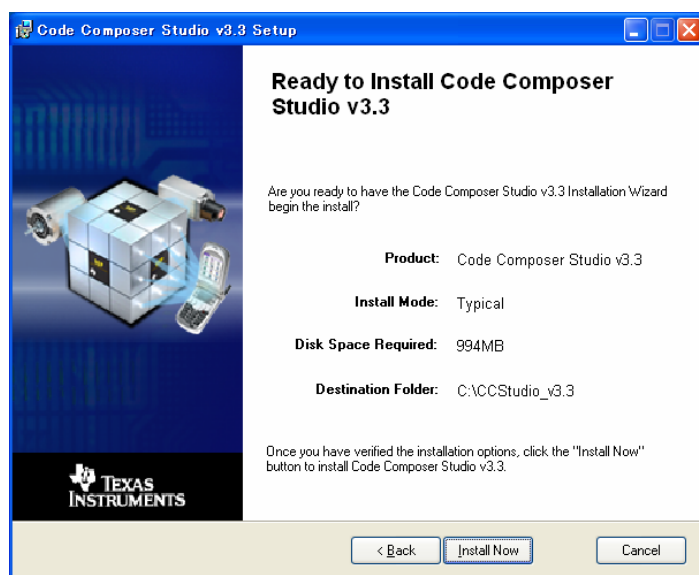 Code Composer Studio v3.3 Setup
Ready to Install Code Composer
Studio v3.3
Are you ready to have the Code Composer Studio v3.3 Installation Wizard
begin the install?
Product: Code Composer Studio v3.3
Install Mode: Typical
Disk Space Required: 994MB
Destination Folder: C:\CCStudio_v3.3
Once you have verified the installation options, click the "Install Now"
button to install Code Composer Studio v3.3.
TEXAS
INSTRUMENTS
< Back Install Now Cancel